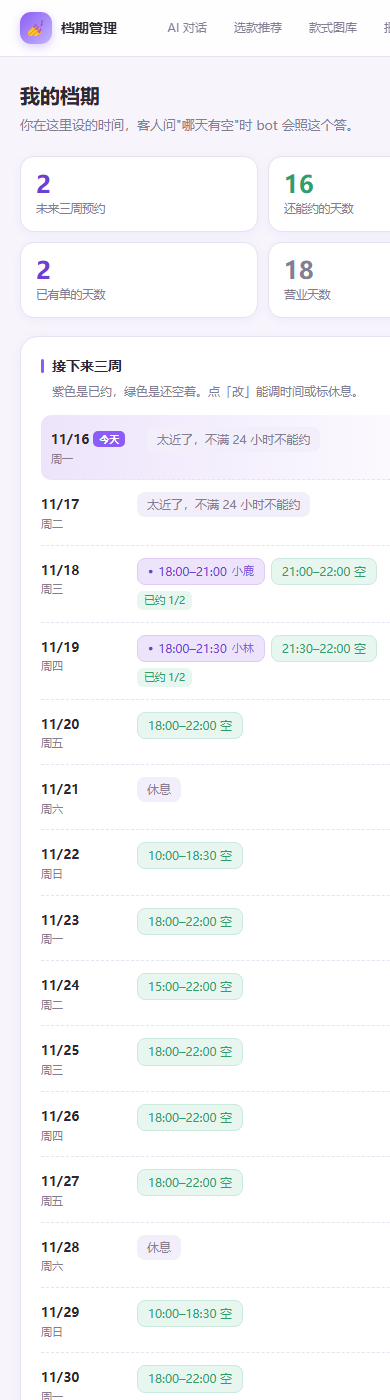 档期管理 AI 对话 选款推荐 款式图库
我的档期
你在这里设的时间，客人问"哪天有空"时 bot 会照这个答。
2
未来三周预约
16
还能约的天数
2
已有单的天数
18
营业天数
接下来三周
紫色是已约，绿色是还空着。点「改」能调时间或标休息。
11/16 今天 太近了，不满 24 小时不能约
周一
11/17 太近了，不满 24 小时不能约
周二
11/18 • 18:00–21:00 小鹿 21:00–22:00 空
周三
已约 1/2
11/19 • 18:00–21:30 小林 21:30–22:00 空
周四
已约 1/2
11/20 18:00–22:00 空
周五
11/21 休息
周六
11/22 10:00–18:30 空
周日
11/23 18:00–22:00 空
周一
11/24 15:00–22:00 空
周二
11/25 18:00–22:00 空
周三
11/26 18:00–22:00 空
周四
11/27 18:00–22:00 空
周五
11/28 休息
周六
11/29 10:00–18:30 空
周日
11/30 18:00–22:00 空
周一